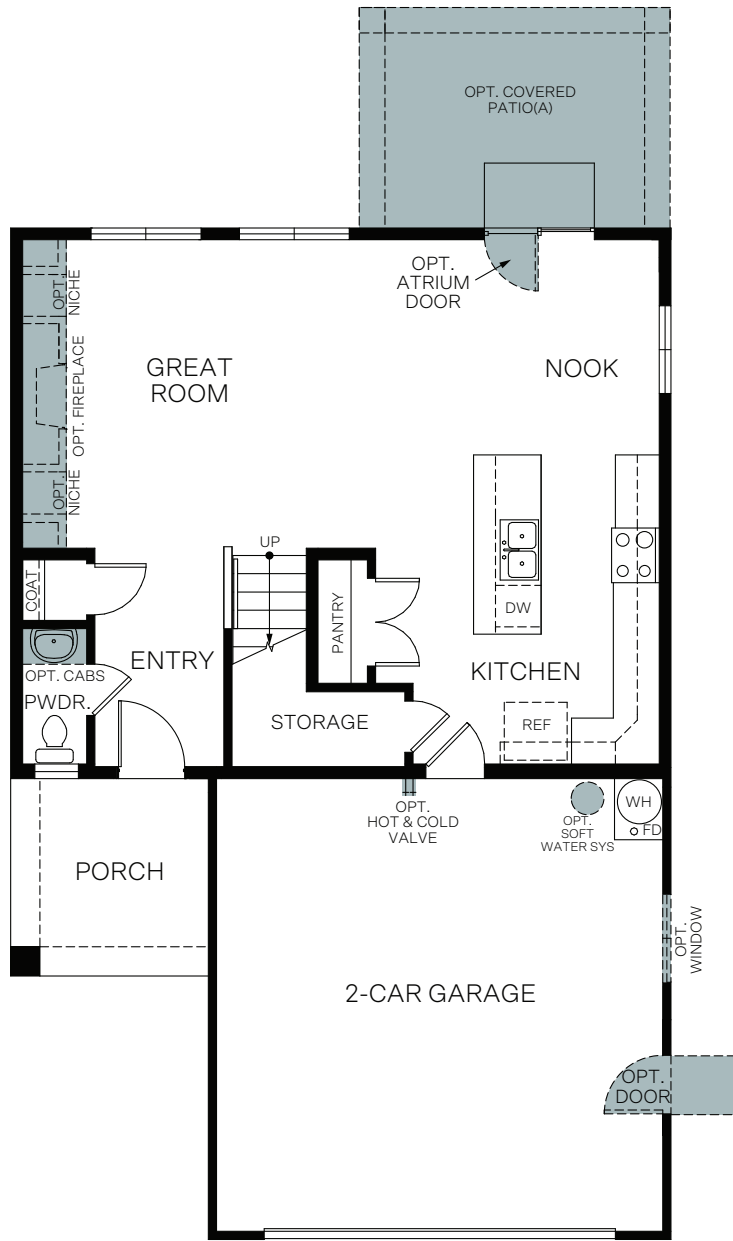 OPT. COVERED
PATIO(A)
OPT.
ATRIUM
DOOR
OPT.
NICHE
GREAT
ROOM
NOOK
OPT. FIREPLACE
OPT.
NICHE
UP
COAT
PANTRY
DW
OPT. CABS
PWDR.
ENTRY
KITCHEN
STORAGE
REF
OPT.
HOT & COLD
VALVE
OPT.
SOFT
WATER SYS
WH
FD
PORCH
OPT.
WINDOW
2-CAR GARAGE
OPT.
DOOR